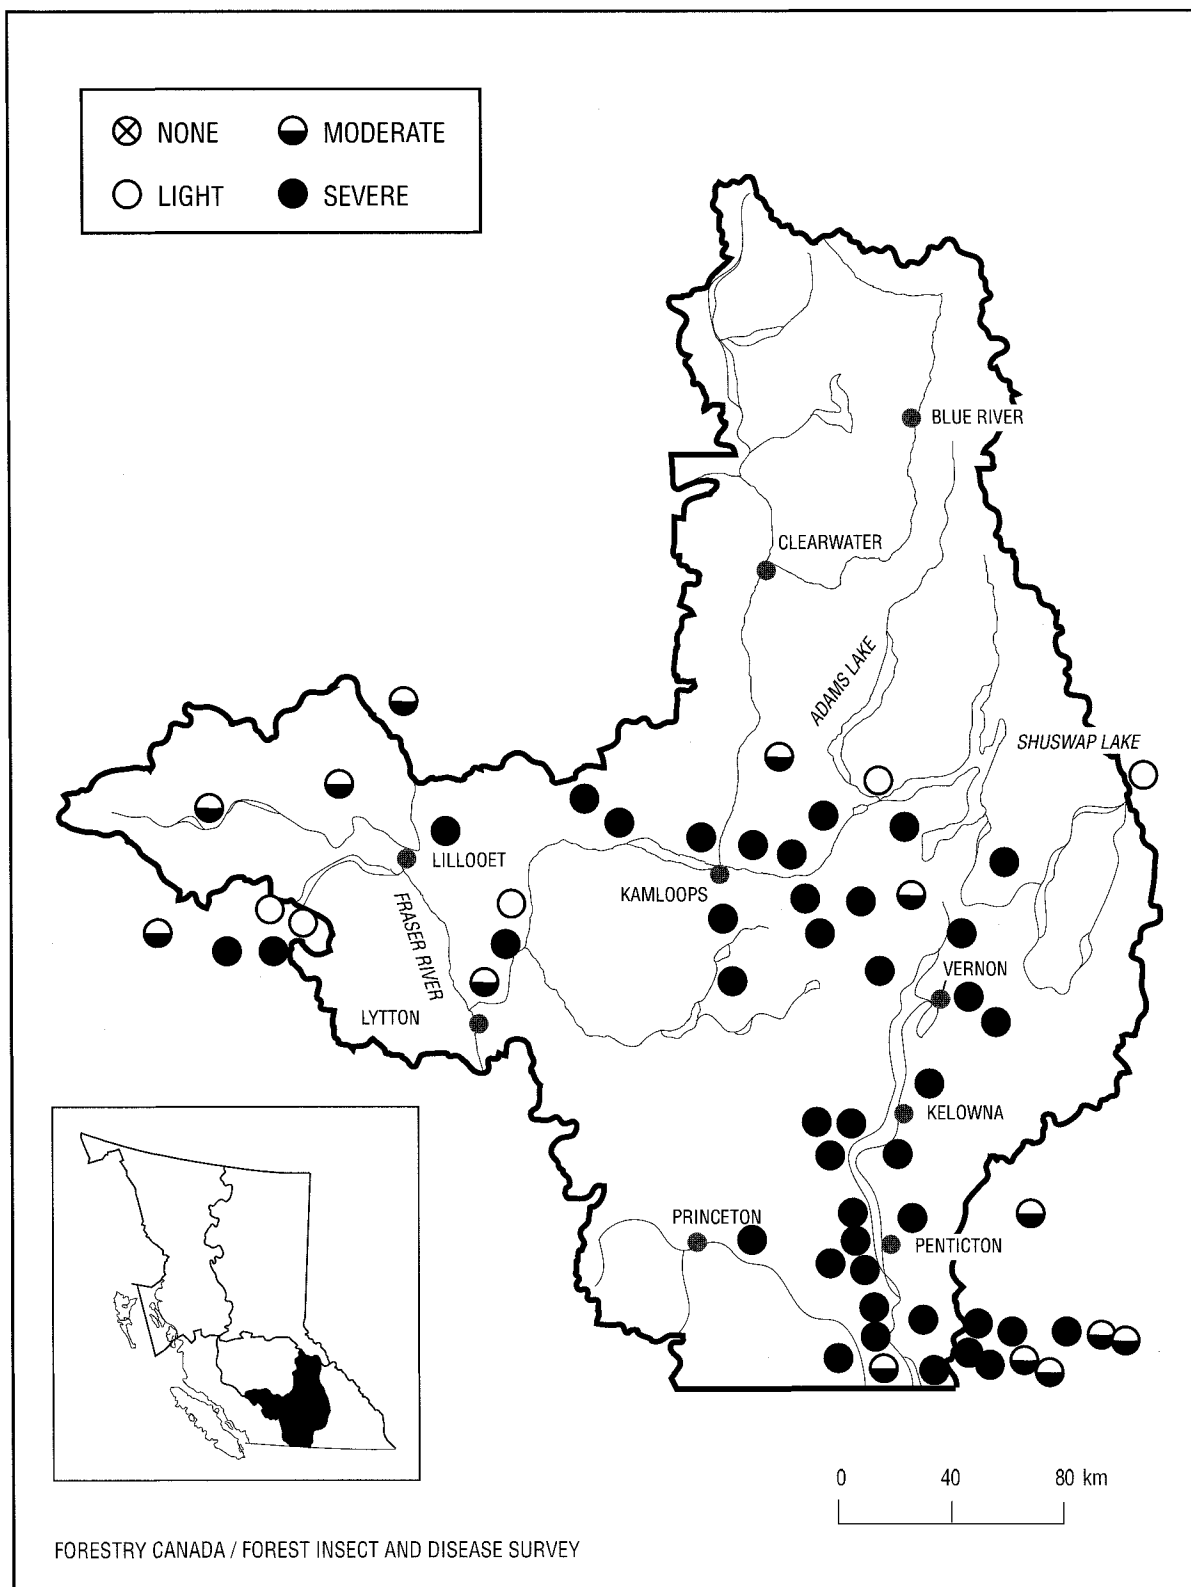 NONE
MODERATE
LIGHT
SEVERE
BLUE RIVER
CLEARWATER
ADAMS LAKE
SHUSWAP LAKE
LILLOOET
KAMLOOPS
FRASER RIVER
LYTTON
VERNON
KELOWNA
PRINCETON
PENTICTON
0 40 80 km
FORESTRY CANADA / FOREST INSECT AND DISEASE SURVEY